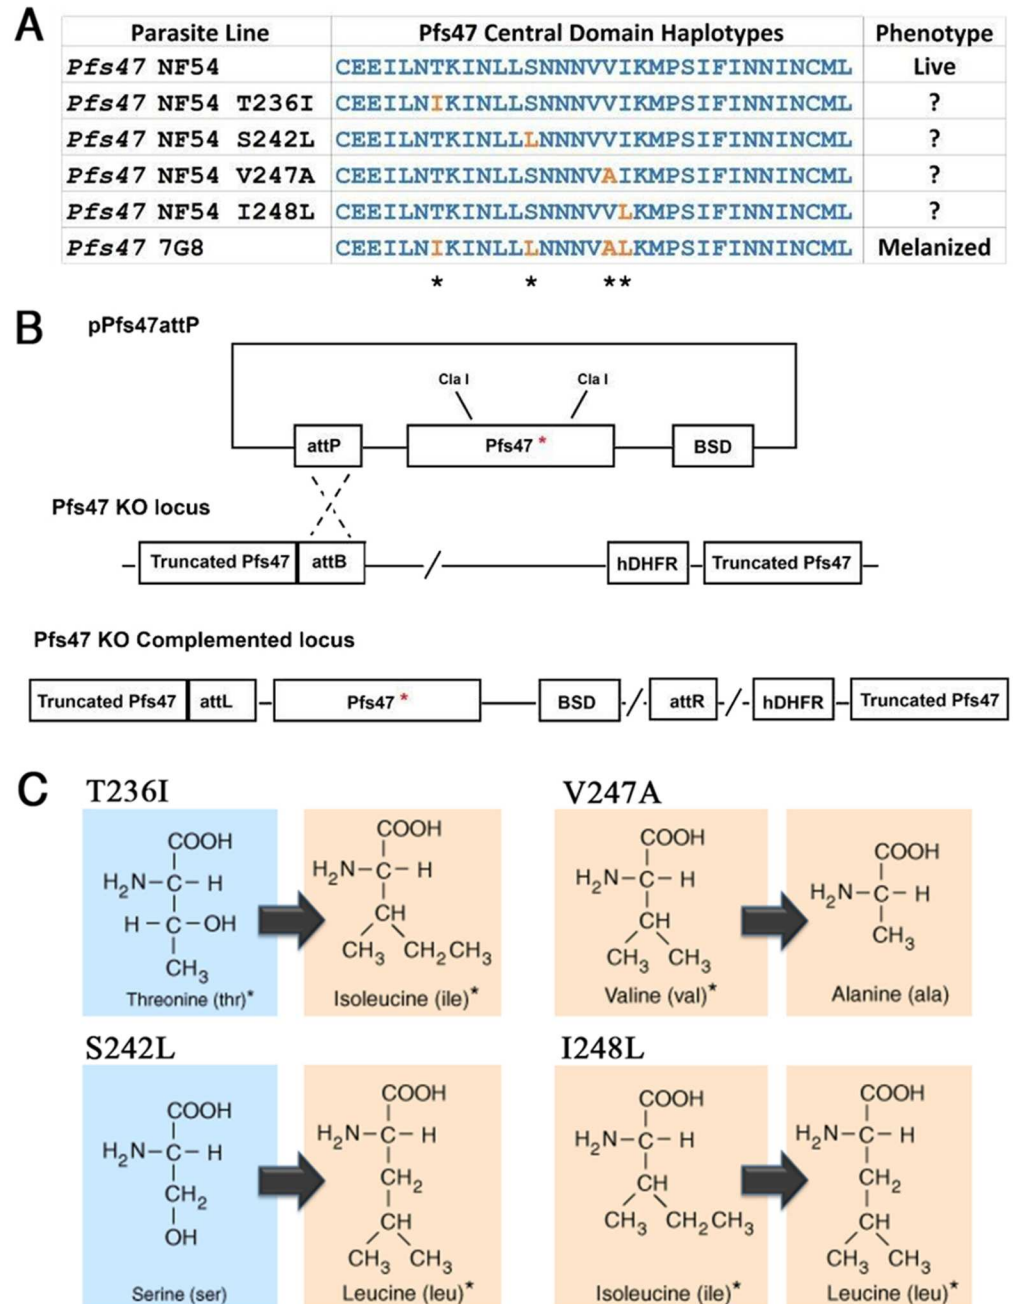 A
Parasite Line Pfs47 Central Domain Haplotypes Phenotype
Pfs47 NF54 CEEILNTKINLLSNNNVVIKMPSIFINNINCML Live
Pfs47 NF54 T236I CEEILNIKINLLSNNNVVIKMPSIFINNINCML ?
Pfs47 NF54 S242L CEEILNTKINLLLNNNVVIKMPSIFINNINCML ?
Pfs47 NF54 V247A CEEILNTKINLLSNNNVAIKMPSIFINNINCML ?
Pfs47 NF54 I248L CEEILNTKINLLSNNNVVLKMPSIFINNINCML ?
Pfs47 7G8 CEEILNIKINLLLNNNVALKMPSIFINNINCML Melanized
* * **
B
pPfs47attP
Cla I Cla I
attP Pfs47 * BSD
Pfs47 KO locus
Truncated Pfs47 attB hDHFR Truncated Pfs47
Pfs47 KO Complemented locus
Truncated Pfs47 attL Pfs47 * BSD attR hDHFR Truncated Pfs47
C
T236I
COOH
H2N–C–H
H–C–OH
CH3
Threonine (thr)*
COOH
H2N–C–H
CH
CH3 CH2CH3
Isoleucine (ile)*
V247A
COOH
H2N–C–H
CH
CH3 CH3
Valine (val)*
COOH
H2N–C–H
CH3
Alanine (ala)
S242L
COOH
H2N–C–H
CH2
OH
Serine (ser)
COOH
H2N–C–H
CH2
CH
CH3 CH3
Leucine (leu)*
I248L
COOH
H2N–C–H
CH
CH3 CH2CH3
Isoleucine (ile)*
COOH
H2N–C–H
CH2
CH
CH3 CH3
Leucine (leu)*